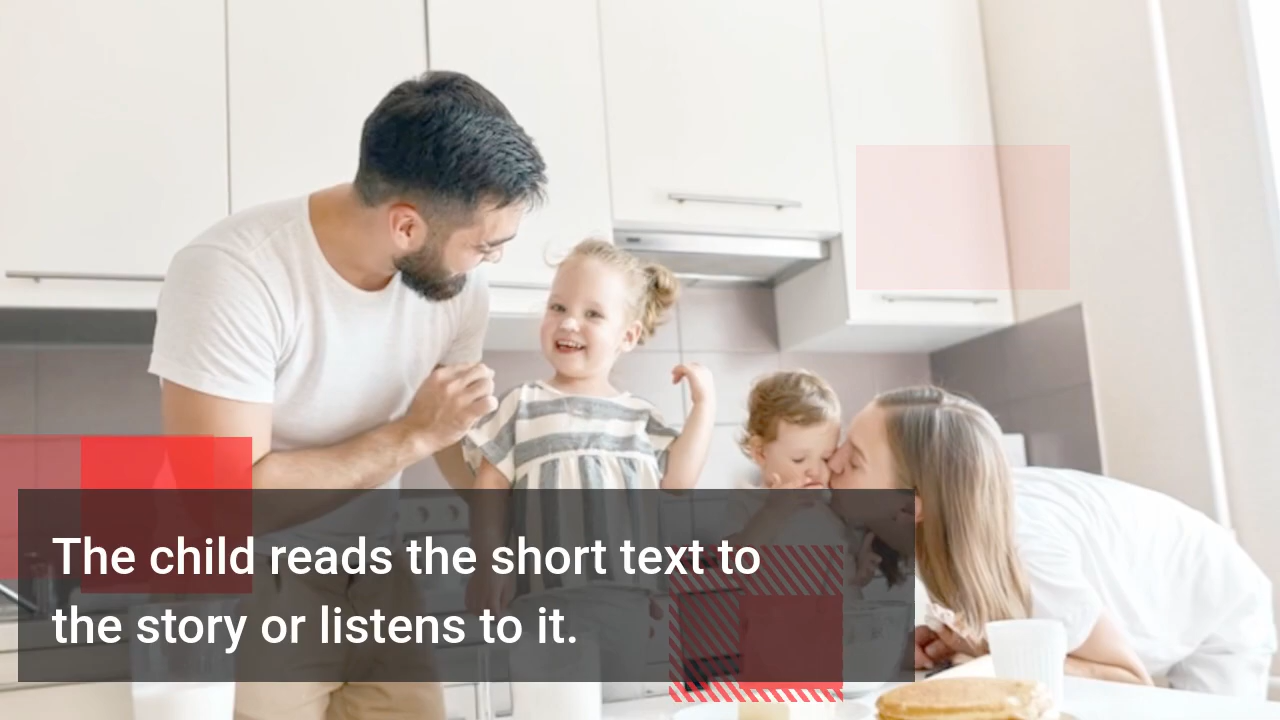 The child reads the short text to
the story or listens to it.